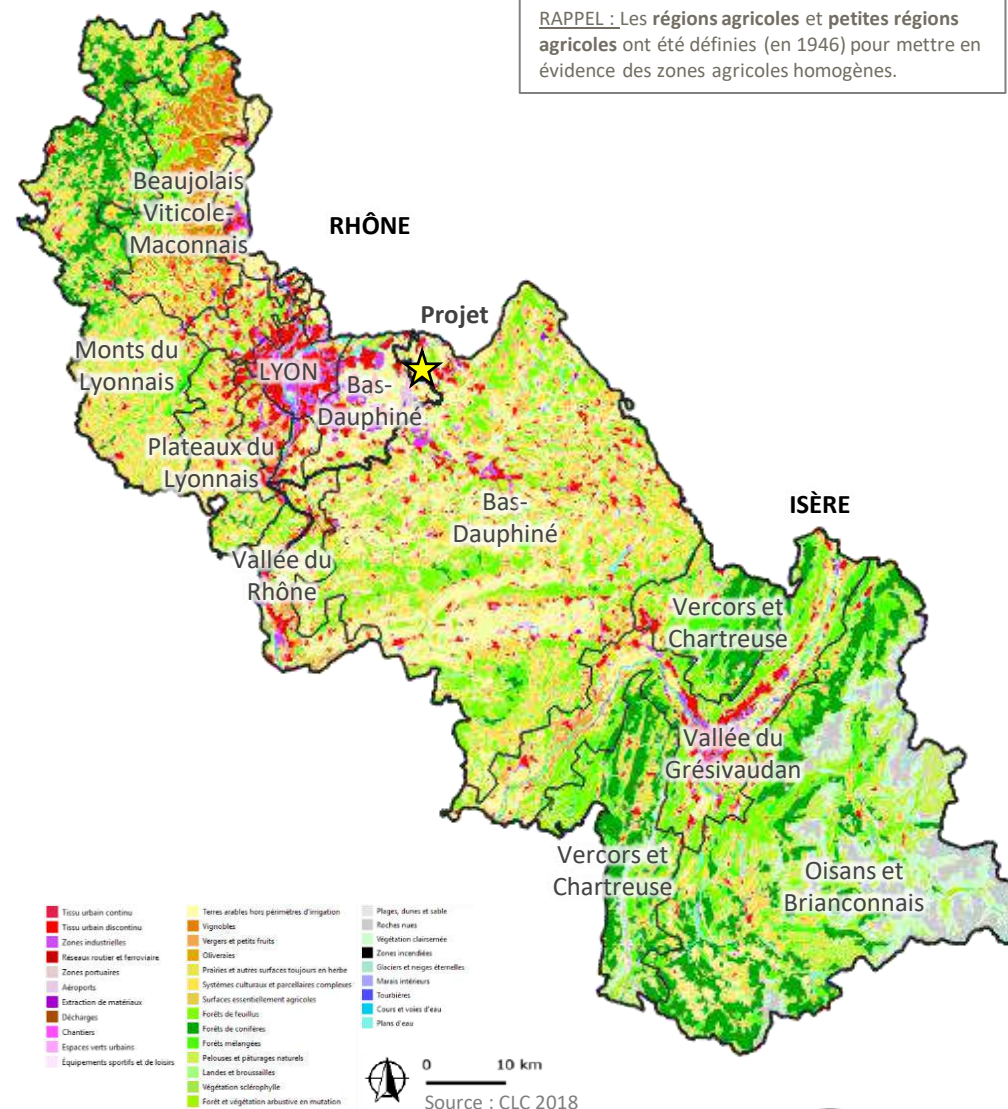 RAPPEL : Les régions agricoles et petites régions
agricoles ont été définies (en 1946) pour mettre en
évidence des zones agricoles homogènes.
Beaujolais
Viticole-
Maconnais
RHÔNE
Projet
Monts du
Lyonnais
LYON
Bas-
Dauphiné
Plateaux du
Lyonnais
Bas-
Dauphiné
ISÈRE
Vallée du
Rhône
Vercors et
Chartreuse
Vallée du
Grésivaudan
Vercors et
Chartreuse
Oisans et
Brianconnais
Tissu urbain continu
Tissu urbain discontinu
Zones industrielles
Réseaux routier et ferroviaire
Zones portuaires
Aéroports
Extraction de matériaux
Décharges
Chantiers
Espaces verts urbains
Équipements sportifs et de loisirs
Terres arables hors périmètres d'irrigation
Vignobles
Vergers et petits fruits
Oliveraies
Prairies et autres surfaces toujours en herbe
Systèmes culturaux et parcellaires complexes
Surfaces essentiellement agricoles
Forêts de feuillus
Forêts de conifères
Forêts mélangées
Pelouses et pâturages naturels
Landes et broussailles
Végétation sclérophylle
Forêt et végétation arbustive en mutation
Plages, dunes et sable
Roches nues
Végétation clairsemée
Zones incendiées
Glaciers et neiges éternelles
Marais intérieurs
Tourbières
Cours et voies d'eau
Plans d'eau
0 10 km
Source : CLC 2018